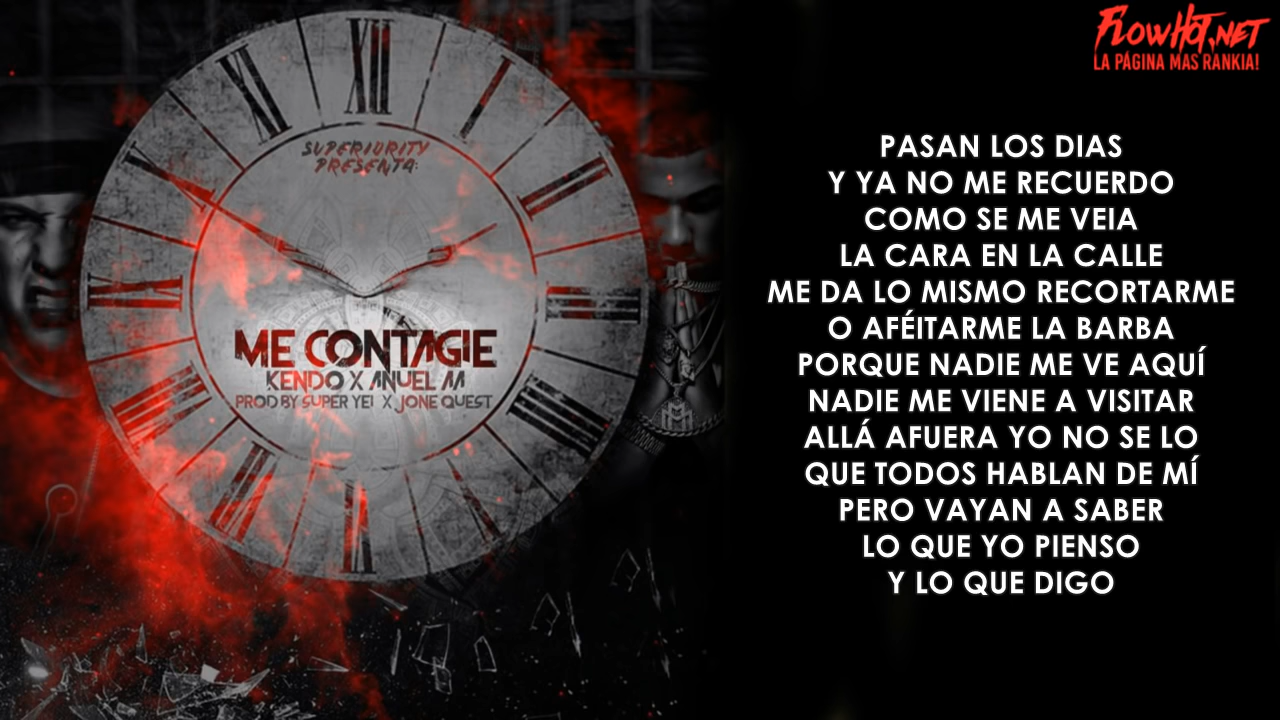 FLOWHOT.NET
LA PÁGINA MAS RANKIA!
XI XII I
SUPERIURITY
PRESENTA:
ME CONTAGIE
KENDO X ANUEL AA
PROD BY SUPER YEI X JONE QUEST
PASAN LOS DIAS
Y YA NO ME RECUERDO
COMO SE ME VEIA
LA CARA EN LA CALLE
ME DA LO MISMO RECORTARME
O AFÉITARME LA BARBA
PORQUE NADIE ME VE AQUÍ
NADIE ME VIENE A VISITAR
ALLÁ AFUERA YO NO SE LO
QUE TODOS HABLAN DE MÍ
PERO VAYAN A SABER
LO QUE YO PIENSO
Y LO QUE DIGO